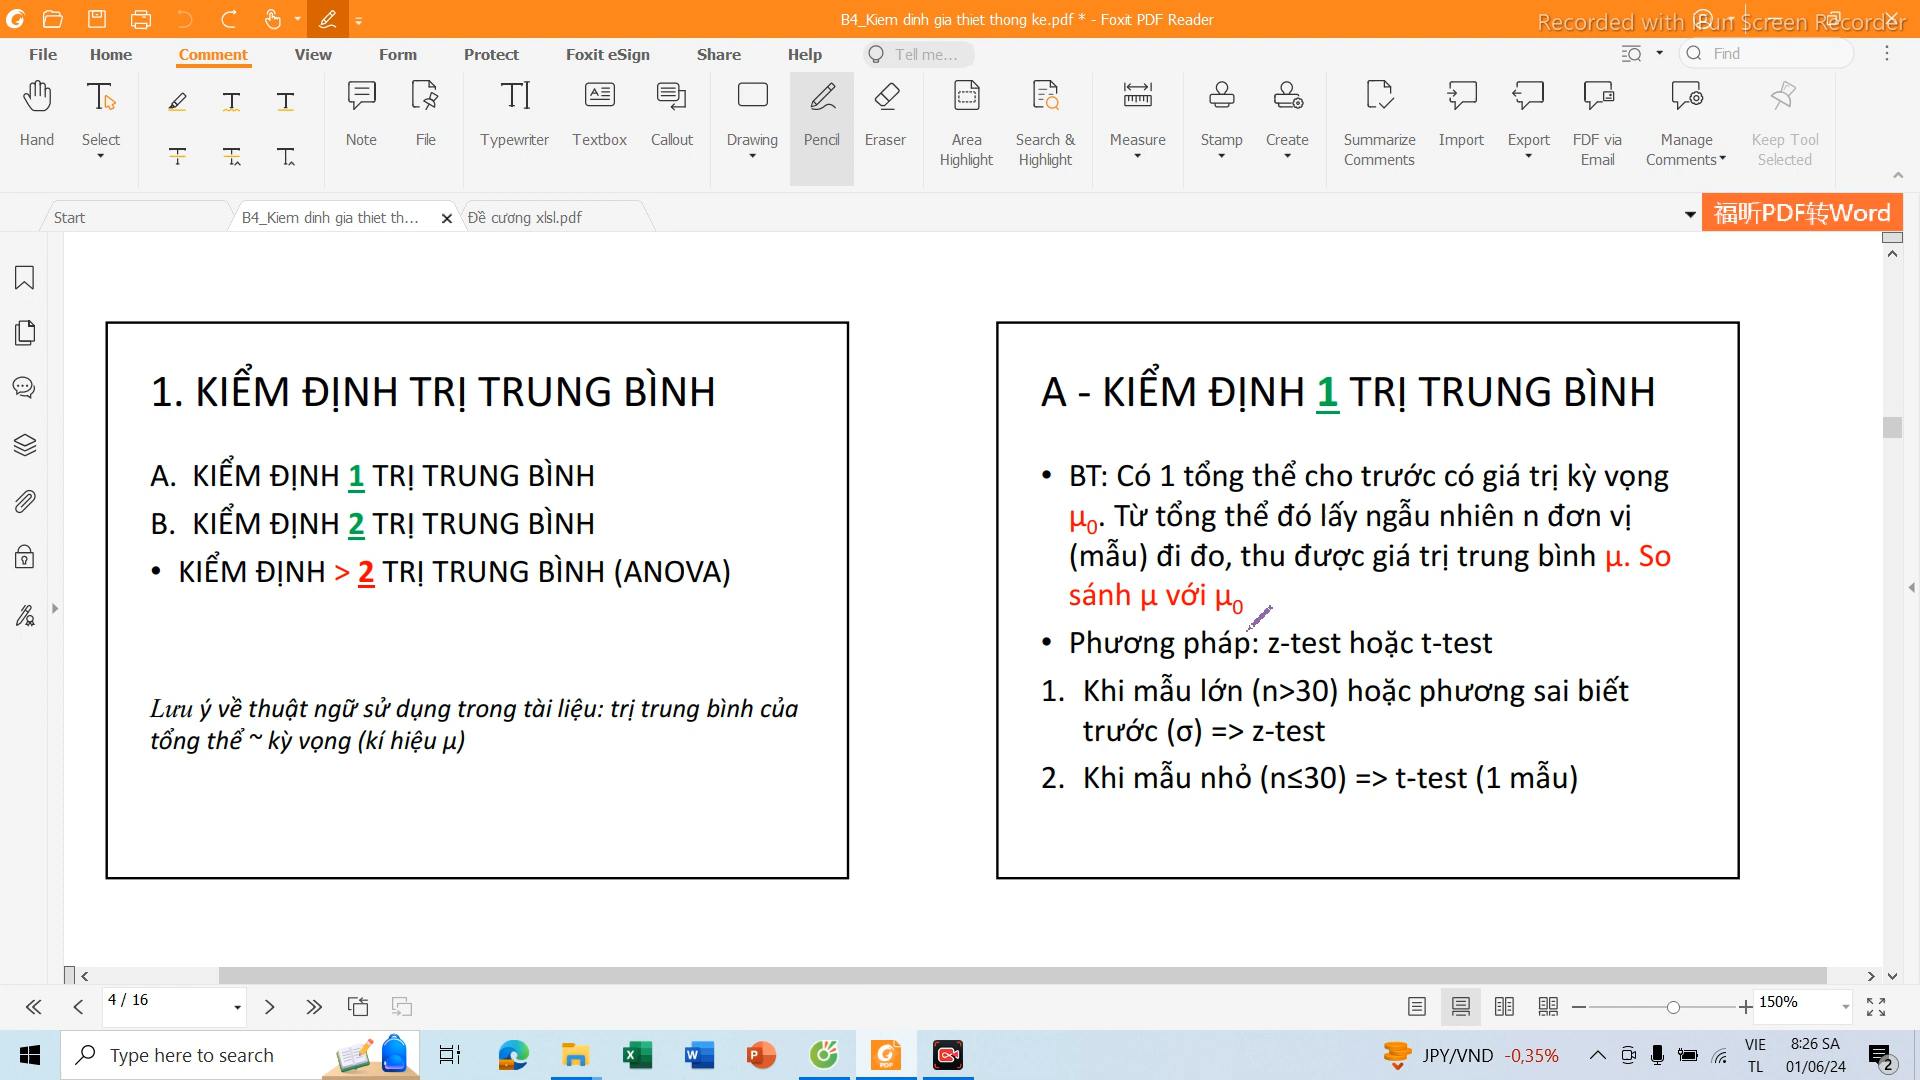 B4_Kiem dinh gia thiet thong ke.pdf * - Foxit PDF Reader
Recorded with iFun Screen Recorder
File Home Comment View Form Protect Foxit eSign Share Help Tell me... Find
Hand Select Note File Typewriter Textbox Callout Drawing Pencil Eraser Area Highlight Search & Highlight Measure Stamp Create Summarize Comments Import Export FDF via Email Manage Comments Keep Tool Selected
Start B4_Kiem dinh gia thiet th... Đề cương xlsl.pdf 福昕PDF转Word
1. KIỂM ĐỊNH TRỊ TRUNG BÌNH
A. KIỂM ĐỊNH 1 TRỊ TRUNG BÌNH
B. KIỂM ĐỊNH 2 TRỊ TRUNG BÌNH
• KIỂM ĐỊNH > 2 TRỊ TRUNG BÌNH (ANOVA)
Lưu ý về thuật ngữ sử dụng trong tài liệu: trị trung bình của
tổng thể ~ kỳ vọng (kí hiệu μ)
A - KIỂM ĐỊNH 1 TRỊ TRUNG BÌNH
• BT: Có 1 tổng thể cho trước có giá trị kỳ vọng
μ0. Từ tổng thể đó lấy ngẫu nhiên n đơn vị
(mẫu) đi đo, thu được giá trị trung bình μ. So
sánh μ với μ0
• Phương pháp: z-test hoặc t-test
1. Khi mẫu lớn (n>30) hoặc phương sai biết
trước (σ) => z-test
2. Khi mẫu nhỏ (n≤30) => t-test (1 mẫu)
4 / 16 150%
Type here to search JPY/VND -0,35% VIE 8:26 SA
TL 01/06/24 2